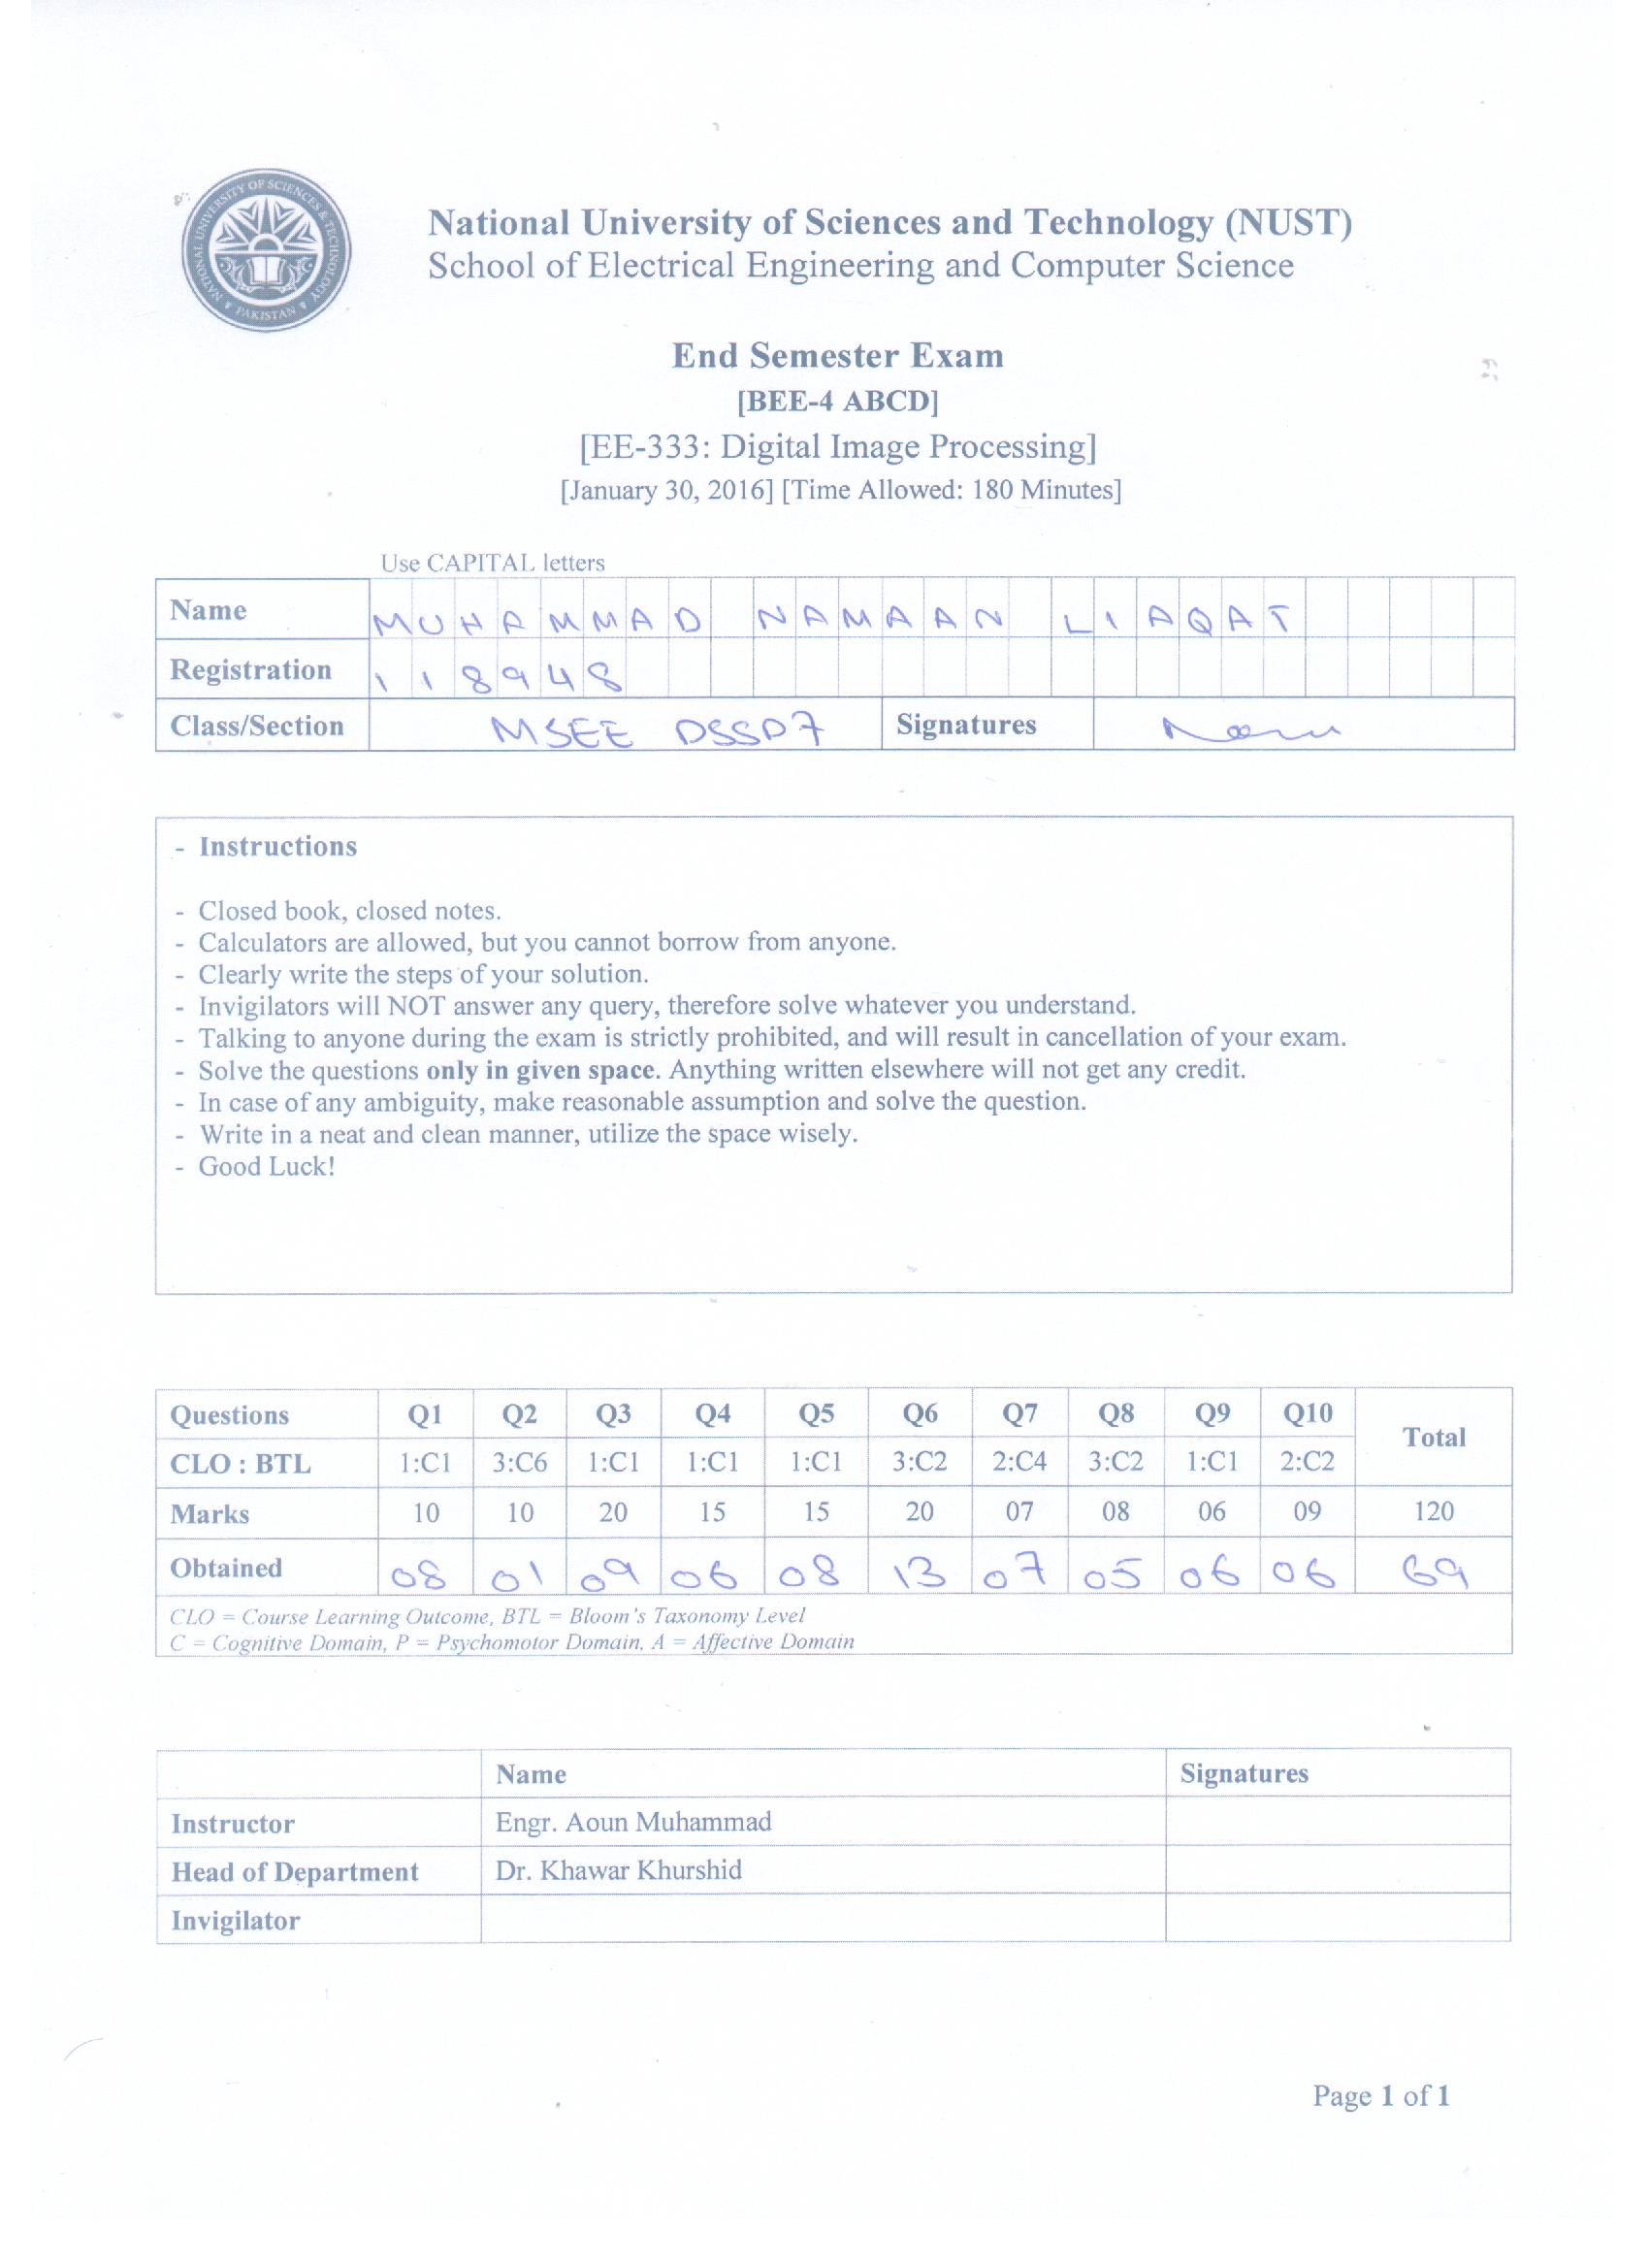 NATIONAL UNIVERSITY OF SCIENCES & TECHNOLOGY
PAKISTAN
National University of Sciences and Technology (NUST)
School of Electrical Engineering and Computer Science
End Semester Exam
[BEE-4 ABCD]
[EE-333: Digital Image Processing]
[January 30, 2016] [Time Allowed: 180 Minutes]
Use CAPITAL letters
Name MUHAMMAD NAMAAN LIAQAT
Registration 118948
Class/Section MSEE DSSP7 Signatures
- Instructions
- Closed book, closed notes.
- Calculators are allowed, but you cannot borrow from anyone.
- Clearly write the steps of your solution.
- Invigilators will NOT answer any query, therefore solve whatever you understand.
- Talking to anyone during the exam is strictly prohibited, and will result in cancellation of your exam.
- Solve the questions only in given space. Anything written elsewhere will not get any credit.
- In case of any ambiguity, make reasonable assumption and solve the question.
- Write in a neat and clean manner, utilize the space wisely.
- Good Luck!
Questions Q1 Q2 Q3 Q4 Q5 Q6 Q7 Q8 Q9 Q10 Total
CLO : BTL 1:C1 3:C6 1:C1 1:C1 1:C1 3:C2 2:C4 3:C2 1:C1 2:C2
Marks 10 10 20 15 15 20 07 08 06 09 120
Obtained 08 01 09 06 08 13 07 05 06 06 69
CLO = Course Learning Outcome, BTL = Bloom's Taxonomy Level
C = Cognitive Domain, P = Psychomotor Domain, A = Affective Domain
Name Signatures
Instructor Engr. Aoun Muhammad
Head of Department Dr. Khawar Khurshid
Invigilator
Page 1 of 1